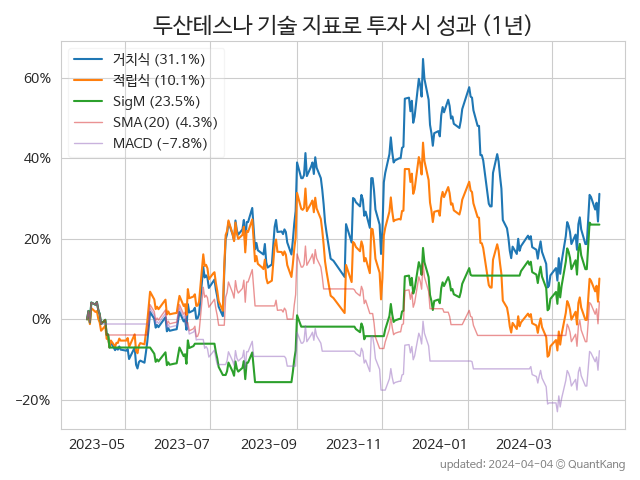 두산테스나 기술 지표로 투자 시 성과 (1년)
거치식 (31.1%)
적립식 (10.1%)
SigM (23.5%)
SMA(20) (4.3%)
MACD (−7.8%)
60%
40%
20%
0%
−20%
2023-05 2023-07 2023-09 2023-11 2024-01 2024-03
updated: 2024-04-04 © QuantKang